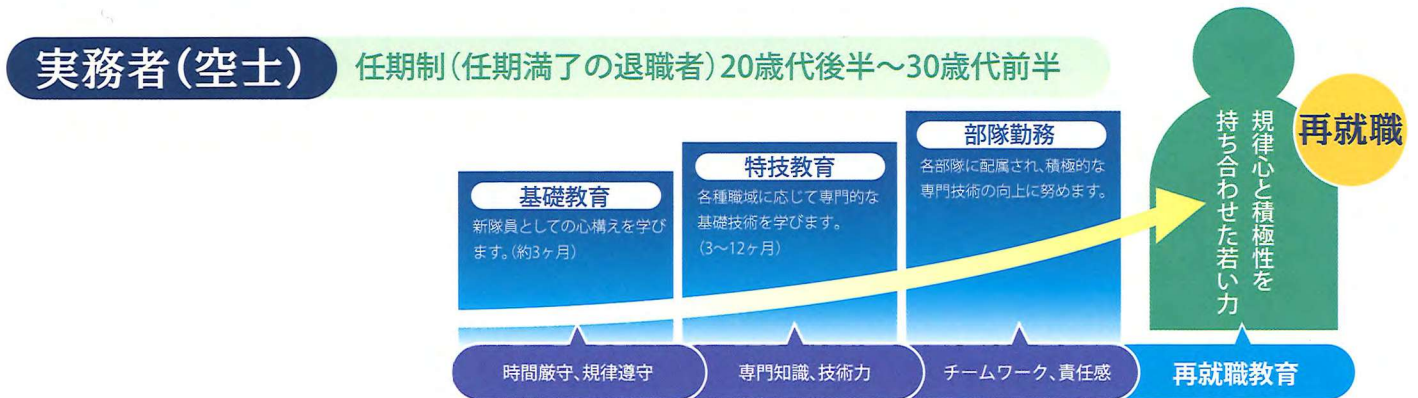 実務者(空士)
任期制(任期満了の退職者)20歳代後半～30歳代前半
基礎教育
新隊員としての心構えを学び
ます。(約3ヶ月)
時間厳守、規律遵守
特技教育
各種職域に応じて専門的な
基礎技術を学びます。
(3～12ヶ月)
専門知識、技術力
部隊勤務
各部隊に配属され、積極的な
専門技術の向上に努めます。
チームワーク、責任感
規律心と積極性を
持ち合わせた若い力
再就職
再就職教育